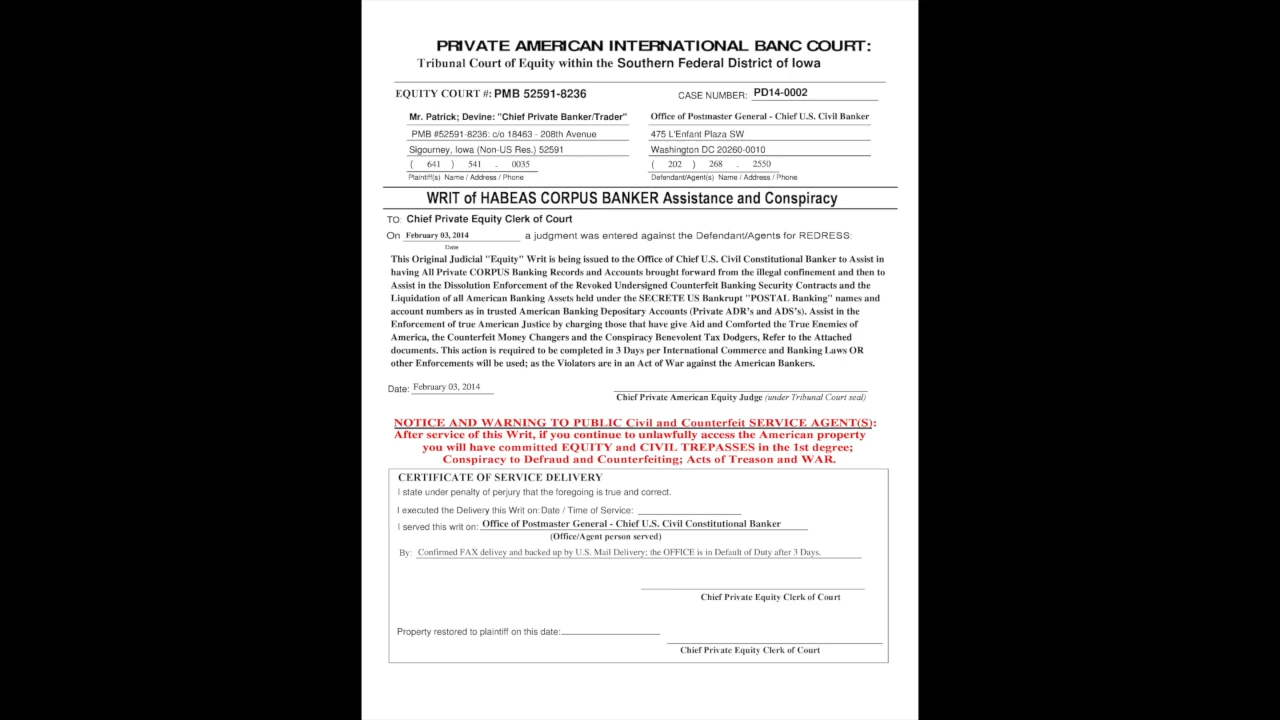 PRIVATE AMERICAN INTERNATIONAL BANC COURT:
Tribunal Court of Equity within the Southern Federal District of Iowa
EQUITY COURT #: PMB 52591-8236
CASE NUMBER: PD14-0002
Mr. Patrick; Devine: "Chief Private Banker/Trader"
PMB #52591-8236: c/o 18463 - 208th Avenue
Sigourney, Iowa (Non-US Res.) 52591
( 641 ) 541 . 0035
Plaintiff(s) Name / Address / Phone
Office of Postmaster General - Chief U.S. Civil Banker
475 L'Enfant Plaza SW
Washington DC 20260-0010
( 202 ) 268 . 2550
Defendant/Agent(s) Name / Address / Phone
WRIT of HABEAS CORPUS BANKER Assistance and Conspiracy
TO: Chief Private Equity Clerk of Court
On February 03, 2014 a judgment was entered against the Defendant/Agents for REDRESS:
Date
This Original Judicial "Equity" Writ is being issued to the Office of Chief U.S. Civil Constitutional Banker to Assist in
having All Private CORPUS Banking Records and Accounts brought forward from the illegal confinement and then to
Assist in the Dissolution Enforcement of the Revoked Undersigned Counterfeit Banking Security Contracts and the
Liquidation of all American Banking Assets held under the SECRETE US Bankrupt "POSTAL Banking" names and
account numbers as in trusted American Banking Depositary Accounts (Private ADR's and ADS's). Assist in the
Enforcement of true American Justice by charging those that have give Aid and Comforted the True Enemies of
America, the Counterfeit Money Changers and the Conspiracy Benevolent Tax Dodgers, Refer to the Attached
documents. This action is required to be completed in 3 Days per International Commerce and Banking Laws OR
other Enforcements will be used; as the Violators are in an Act of War against the American Bankers.
Date: February 03, 2014
Chief Private American Equity Judge (under Tribunal Court seal)
NOTICE AND WARNING TO PUBLIC Civil and Counterfeit SERVICE AGENT(S):
After service of this Writ, if you continue to unlawfully access the American property
you will have committed EQUITY and CIVIL TREPASSES in the 1st degree;
Conspiracy to Defraud and Counterfeiting; Acts of Treason and WAR.
CERTIFICATE OF SERVICE DELIVERY
I state under penalty of perjury that the foregoing is true and correct.
I executed the Delivery this Writ on: Date / Time of Service:
I served this writ on: Office of Postmaster General - Chief U.S. Civil Constitutional Banker
(Office/Agent person served)
By: Confirmed FAX delivey and backed up by U.S. Mail Delivery; the OFFICE is in Default of Duty after 3 Days.
Chief Private Equity Clerk of Court
Property restored to plaintiff on this date:
Chief Private Equity Clerk of Court